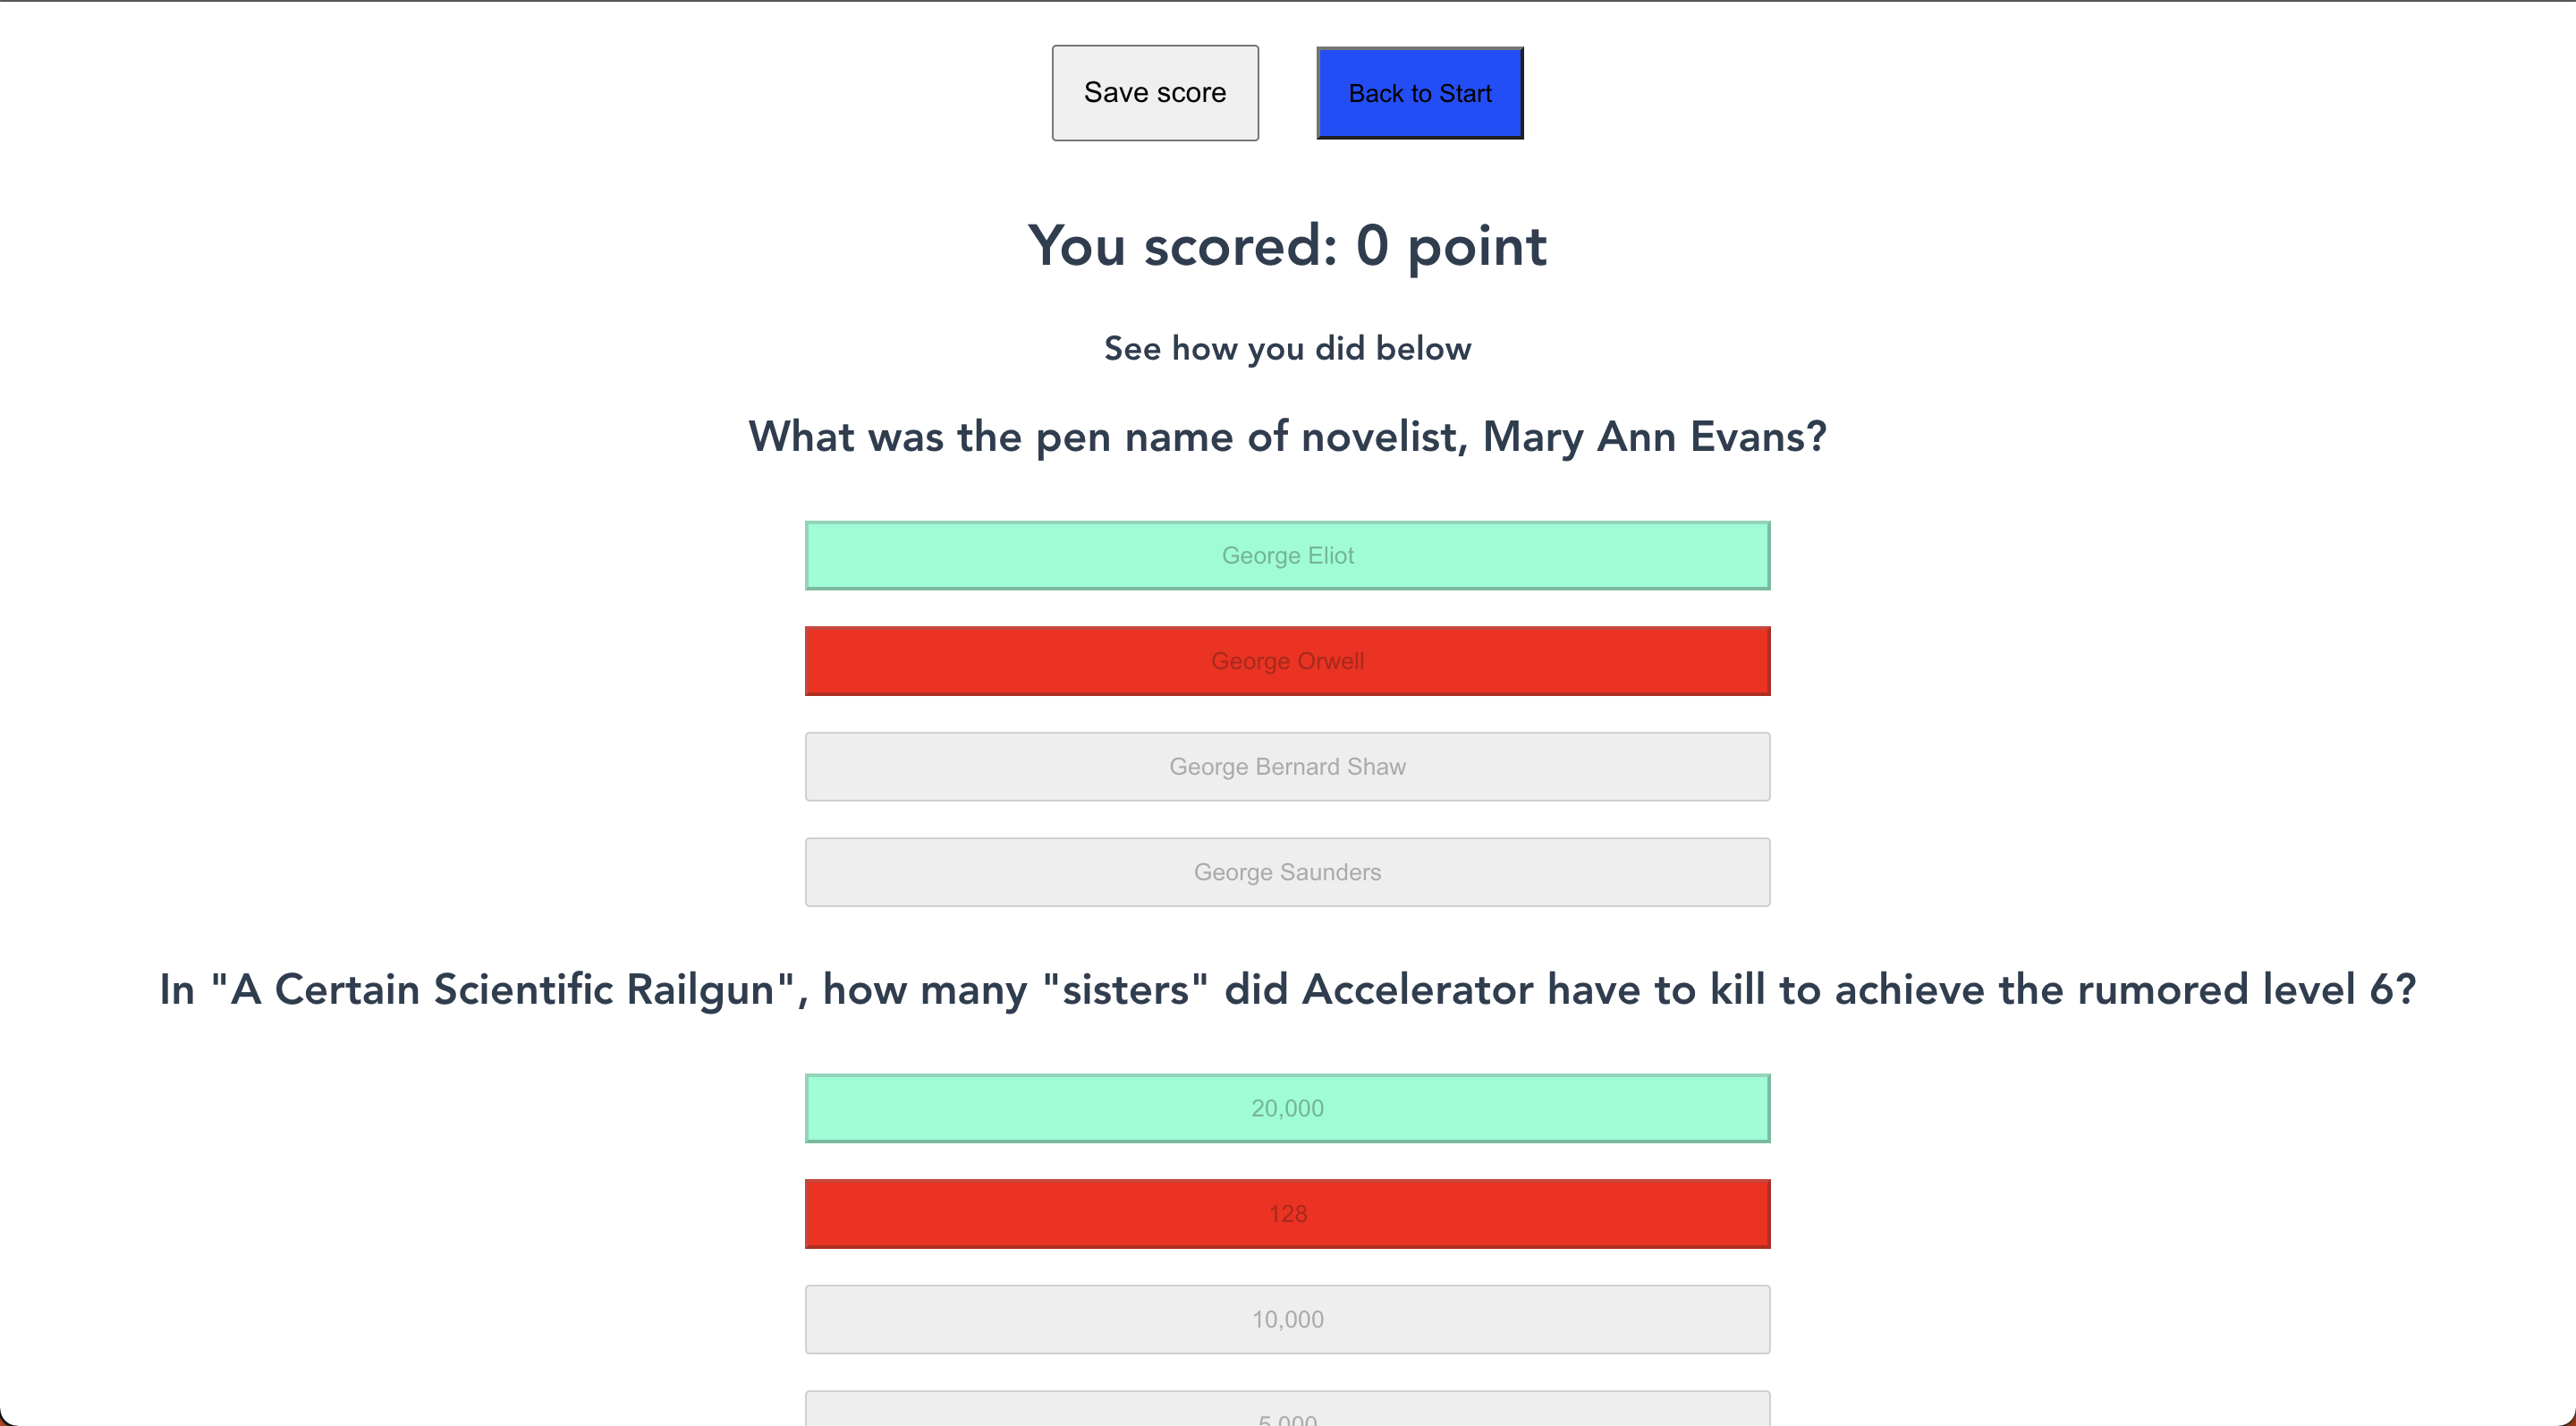 Save score
Back to Start
You scored: 0 point
See how you did below
What was the pen name of novelist, Mary Ann Evans?
George Eliot
George Orwell
George Bernard Shaw
George Saunders
In "A Certain Scientific Railgun", how many "sisters" did Accelerator have to kill to achieve the rumored level 6?
20,000
128
10,000
5,000